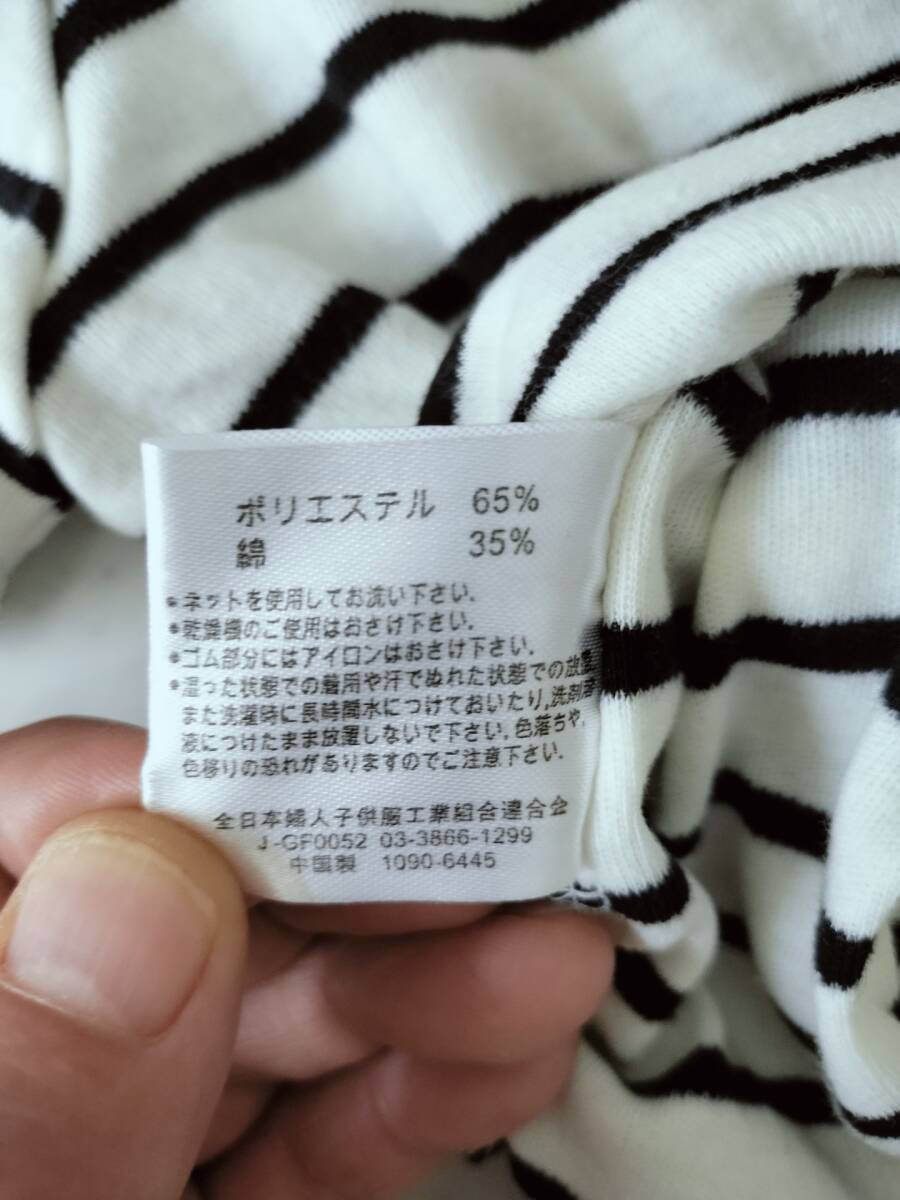 ポリエステル 65%
綿 35%
*ネットを使用してお洗い下さい.
*乾燥機のご使用はおさけ下さい.
*ゴム部分にはアイロンはおさけ下さい.
*湿った状態での着用や汗でぬれた状態での放置
また洗濯時に長時間水につけておいたり,洗剤溶
液につけたまま放置しないで下さい.色落ちや,
色移りの恐れがありますのでご注意下さい.
全日本婦人子供服工業組合連合会
J-GF0052 03-3866-1299
中国製 1090-6445